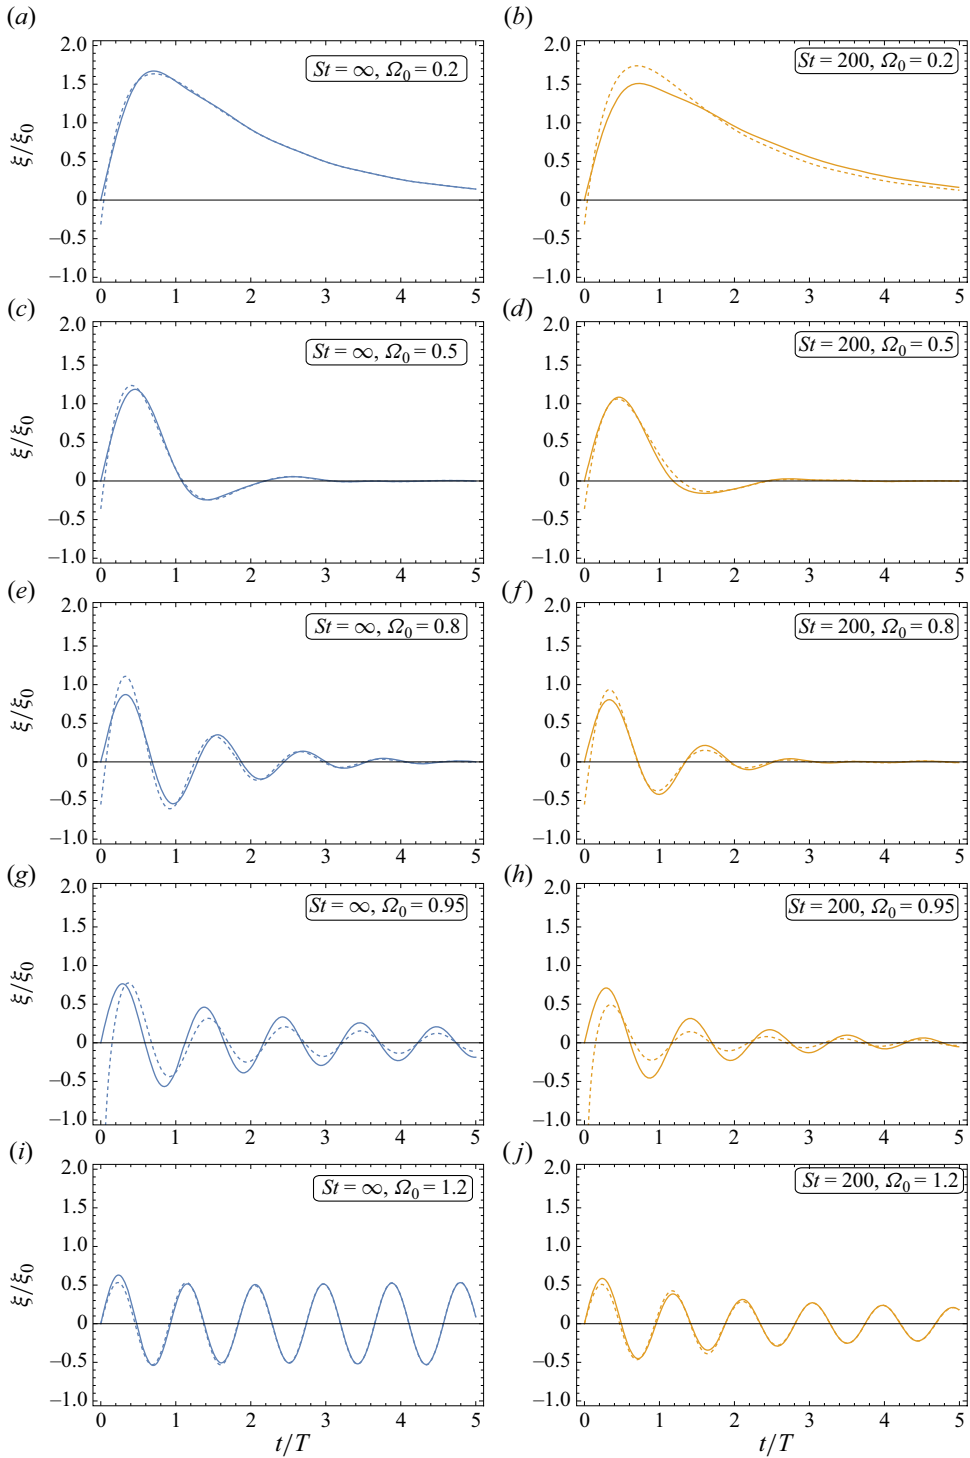 (a) (b)
2.0 1.5 1.0 0.5 0 –0.5 –1.0
ξ/ξ0
St = ∞, Ω0 = 0.2
0 1 2 3 4 5
2.0 1.5 1.0 0.5 0 –0.5 –1.0
St = 200, Ω0 = 0.2
0 1 2 3 4 5
(c) (d)
2.0 1.5 1.0 0.5 0 –0.5 –1.0
ξ/ξ0
St = ∞, Ω0 = 0.5
0 1 2 3 4 5
2.0 1.5 1.0 0.5 0 –0.5 –1.0
St = 200, Ω0 = 0.5
0 1 2 3 4 5
(e) (f)
2.0 1.5 1.0 0.5 0 –0.5 –1.0
ξ/ξ0
St = ∞, Ω0 = 0.8
0 1 2 3 4 5
2.0 1.5 1.0 0.5 0 –0.5 –1.0
St = 200, Ω0 = 0.8
0 1 2 3 4 5
(g) (h)
2.0 1.5 1.0 0.5 0 –0.5 –1.0
ξ/ξ0
St = ∞, Ω0 = 0.95
0 1 2 3 4 5
2.0 1.5 1.0 0.5 0 –0.5 –1.0
St = 200, Ω0 = 0.95
0 1 2 3 4 5
(i) (j)
2.0 1.5 1.0 0.5 0 –0.5 –1.0
ξ/ξ0
St = ∞, Ω0 = 1.2
0 1 2 3 4 5
t/T
2.0 1.5 1.0 0.5 0 –0.5 –1.0
St = 200, Ω0 = 1.2
0 1 2 3 4 5
t/T